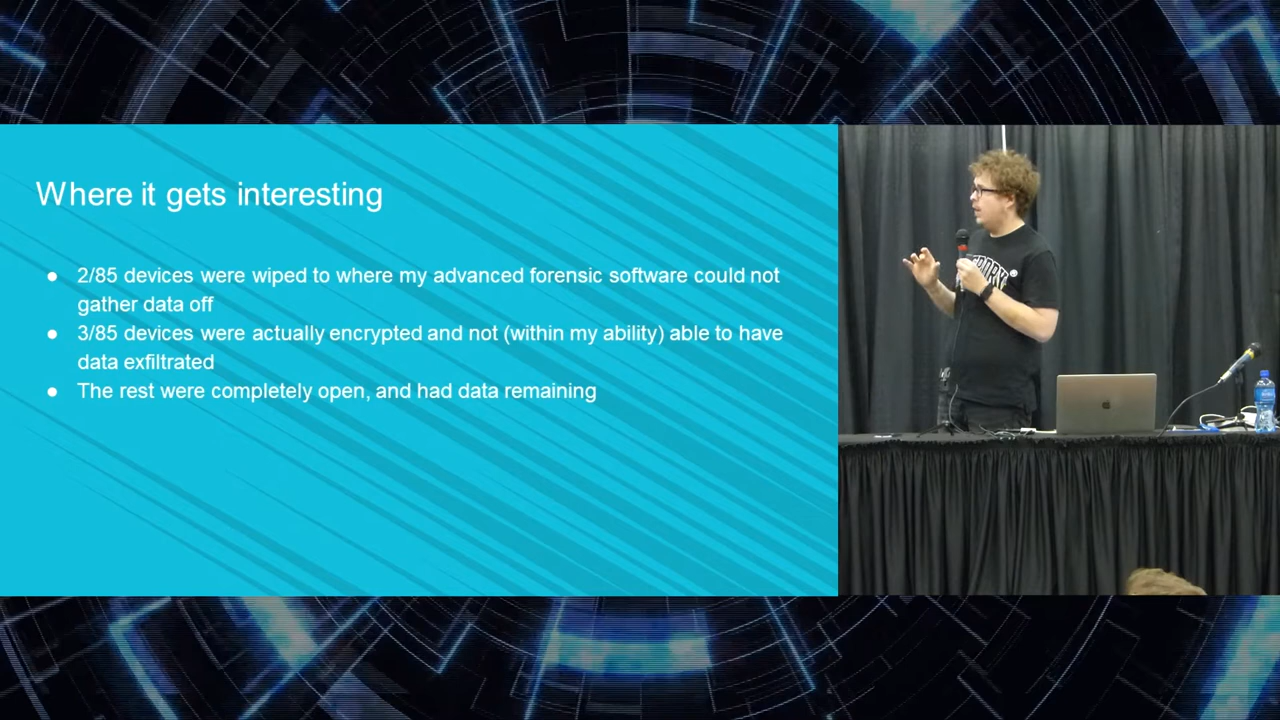 Where it gets interesting
● 2/85 devices were wiped to where my advanced forensic software could not
gather data off
● 3/85 devices were actually encrypted and not (within my ability) able to have
data exfiltrated
● The rest were completely open, and had data remaining